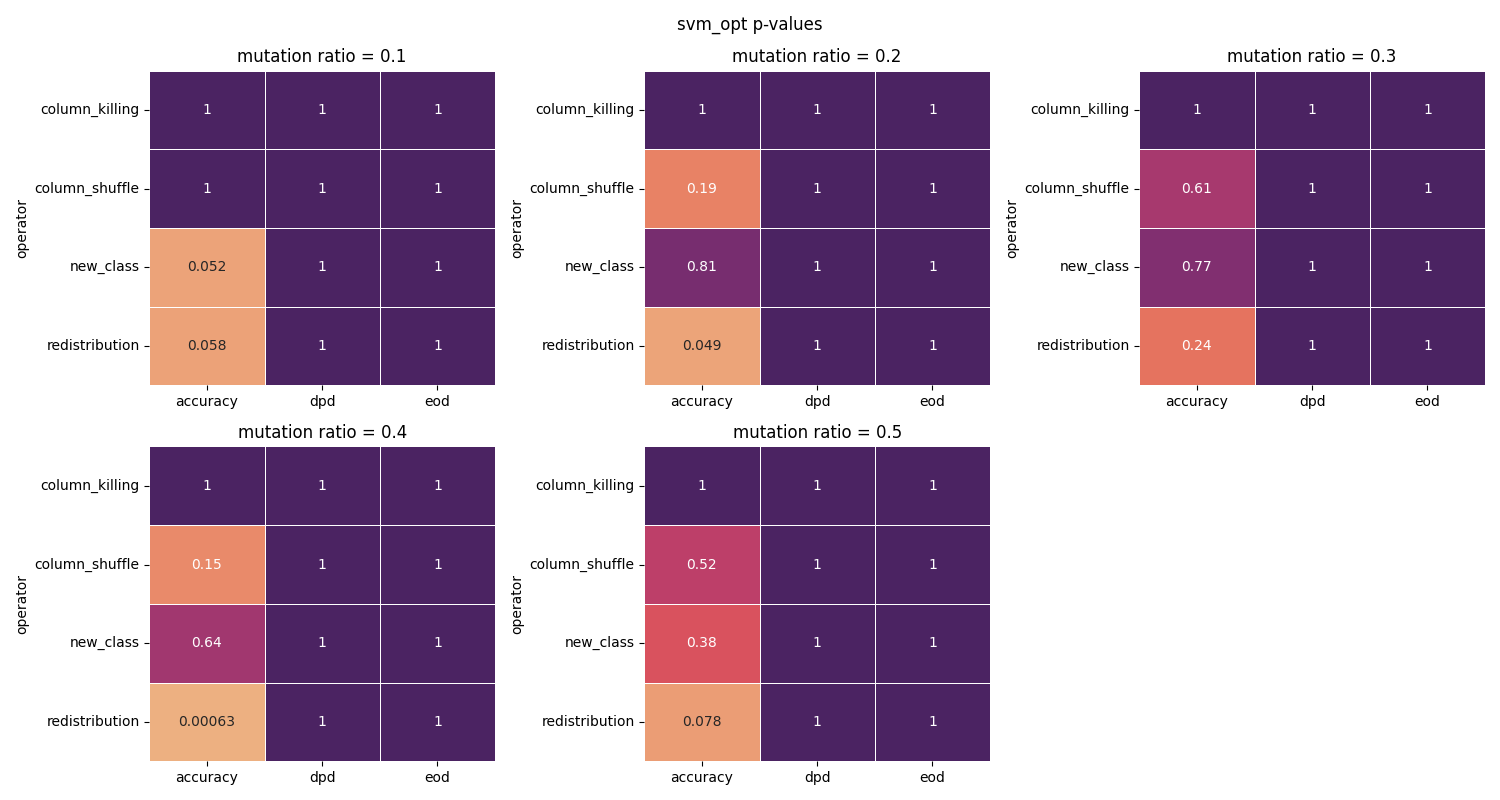 svm_opt p-values
mutation ratio = 0.1
operator
column_killing 1 1 1
column_shuffle 1 1 1
new_class 0.052 1 1
redistribution 0.058 1 1
accuracy dpd eod
mutation ratio = 0.2
operator
column_killing 1 1 1
column_shuffle 0.19 1 1
new_class 0.81 1 1
redistribution 0.049 1 1
accuracy dpd eod
mutation ratio = 0.3
operator
column_killing 1 1 1
column_shuffle 0.61 1 1
new_class 0.77 1 1
redistribution 0.24 1 1
accuracy dpd eod
mutation ratio = 0.4
operator
column_killing 1 1 1
column_shuffle 0.15 1 1
new_class 0.64 1 1
redistribution 0.00063 1 1
accuracy dpd eod
mutation ratio = 0.5
operator
column_killing 1 1 1
column_shuffle 0.52 1 1
new_class 0.38 1 1
redistribution 0.078 1 1
accuracy dpd eod